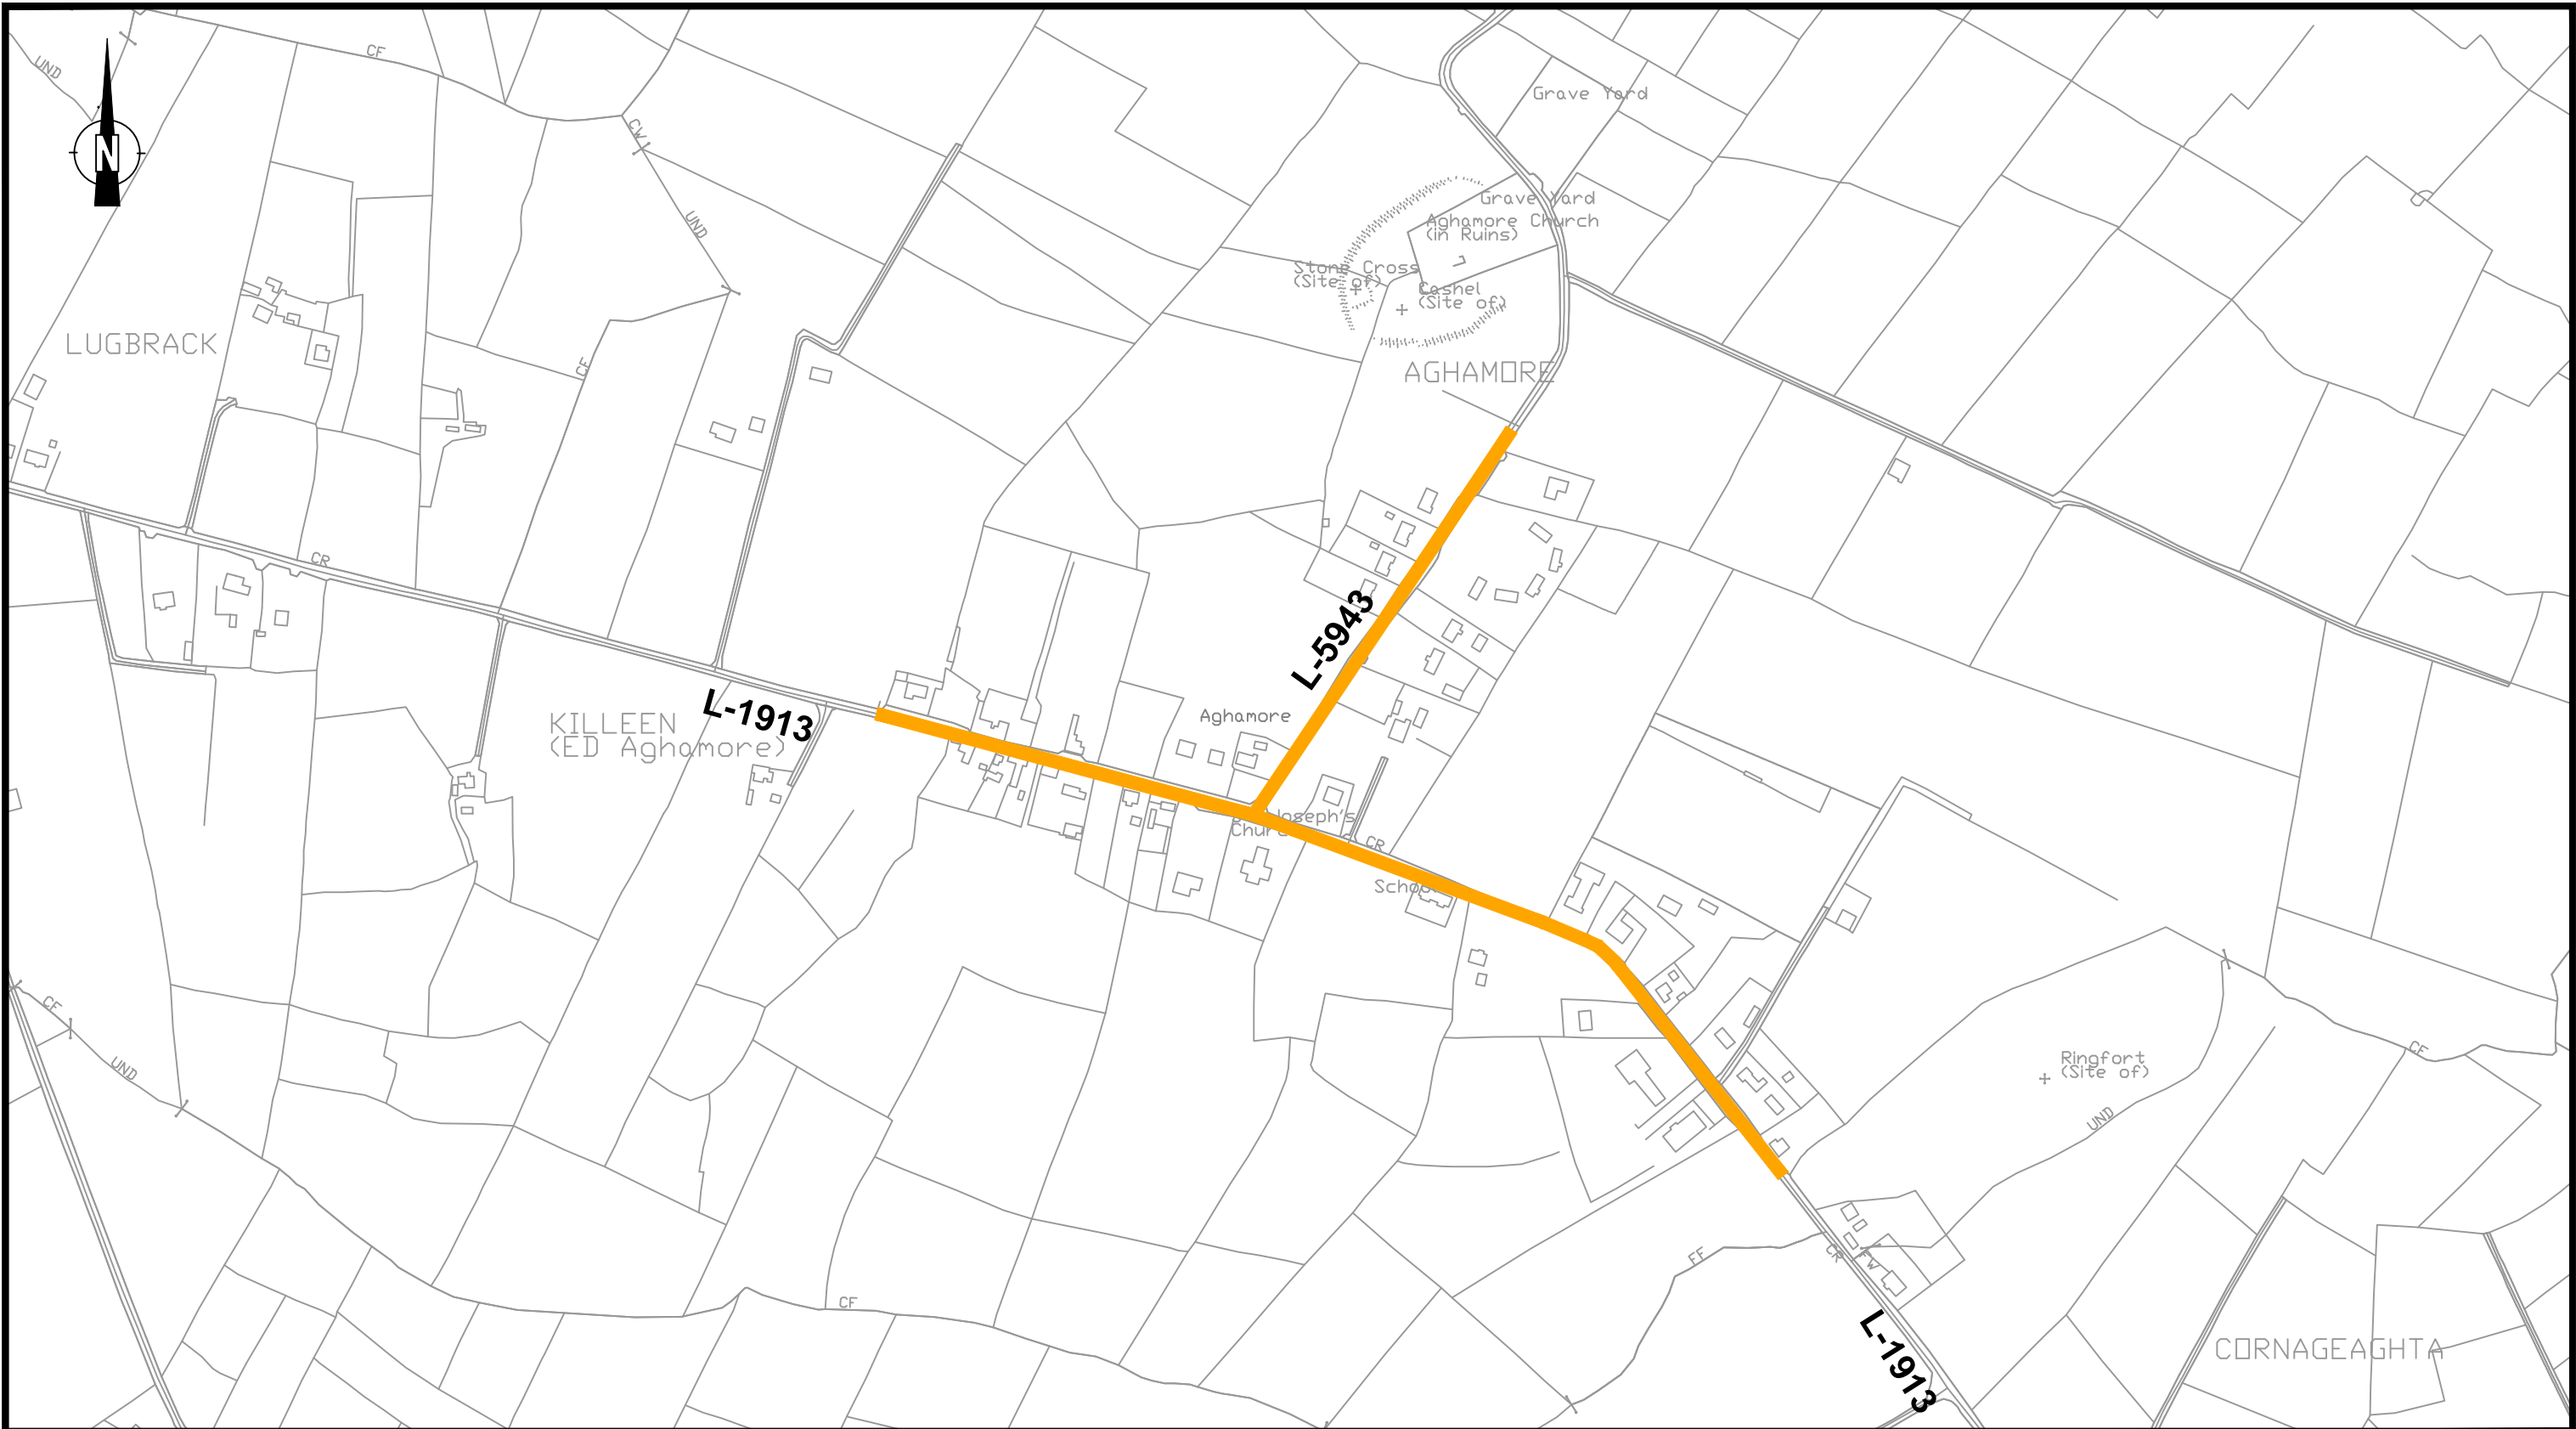 UND
CF
N
CW
UND
Grave Yard
Grave Yard
Aghamore Church
(in Ruins)
Stone Cross
(Site of)
Cashel
(Site of)
LUGBRACK
CF
AGHAMORE
CR
L-5943
L-1913
KILLEEN
(ED Aghamore)
Aghamore
Joseph's
CR
CF
UND
Ringfort
(Site of)
CF
UND
FF
CR
FW
CF
L-1913
CORNAGEAGHTA